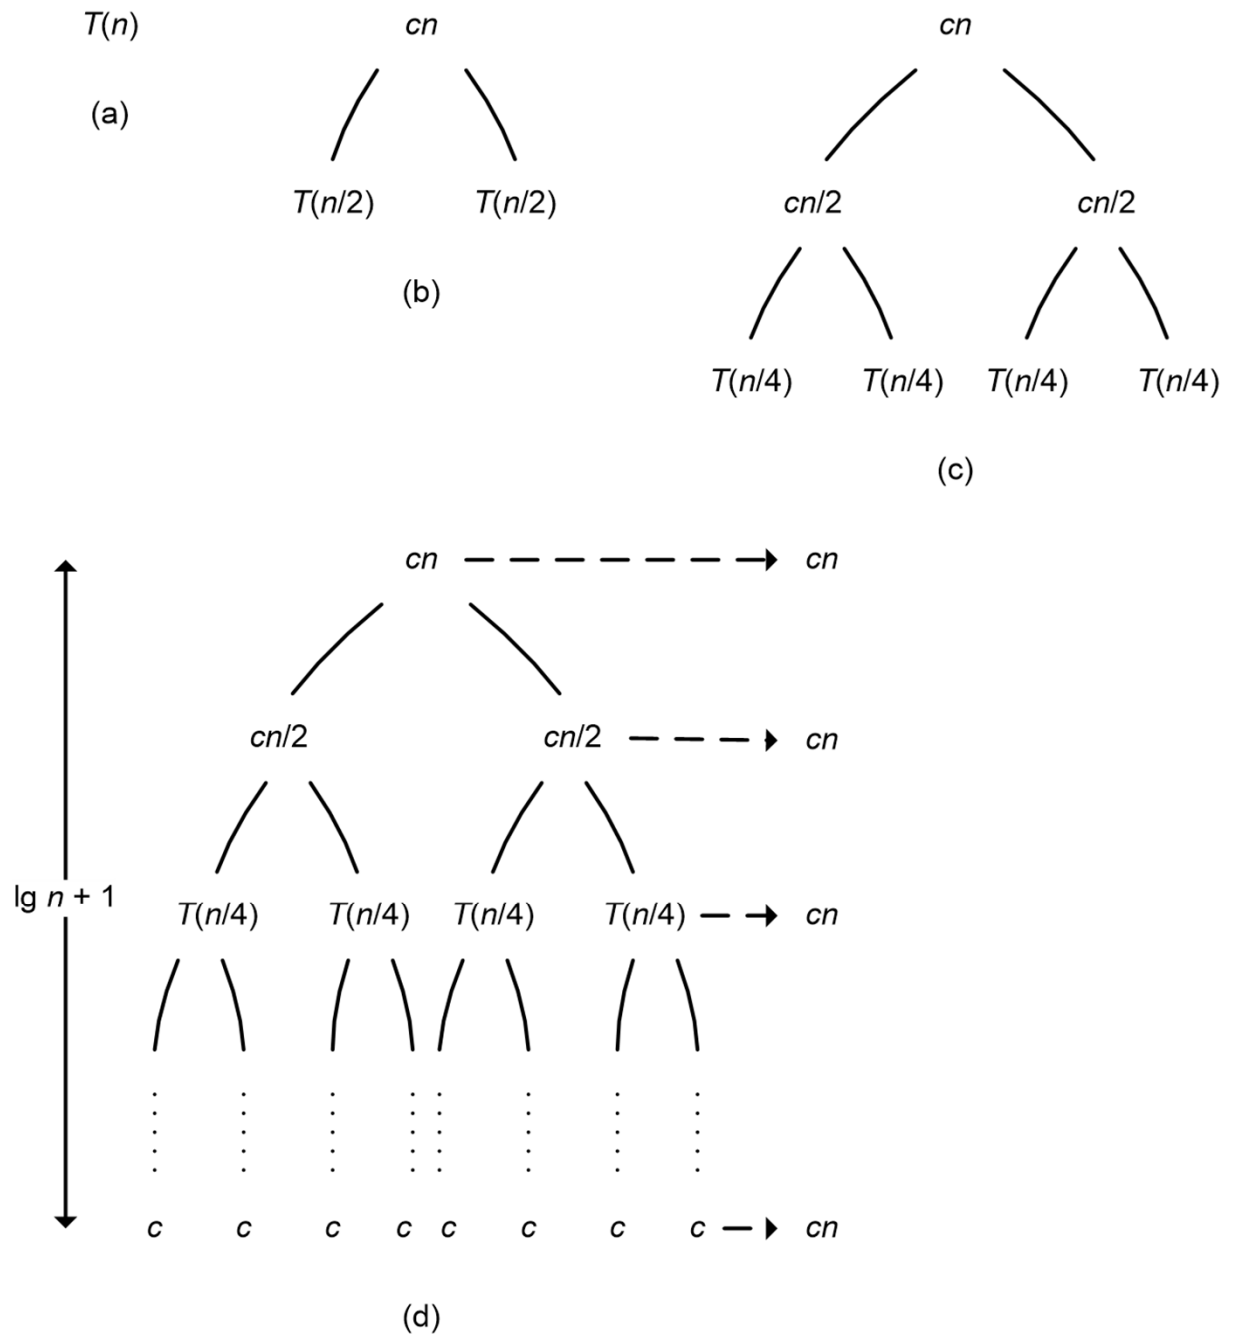 T(n) cn cn
(a)
T(n/2) T(n/2) cn/2 cn/2
(b)
T(n/4) T(n/4) T(n/4) T(n/4)
(c)
cn cn
cn/2 cn/2 cn
lg n + 1
T(n/4) T(n/4) T(n/4) T(n/4) cn
c c c c c c c c cn
(d)